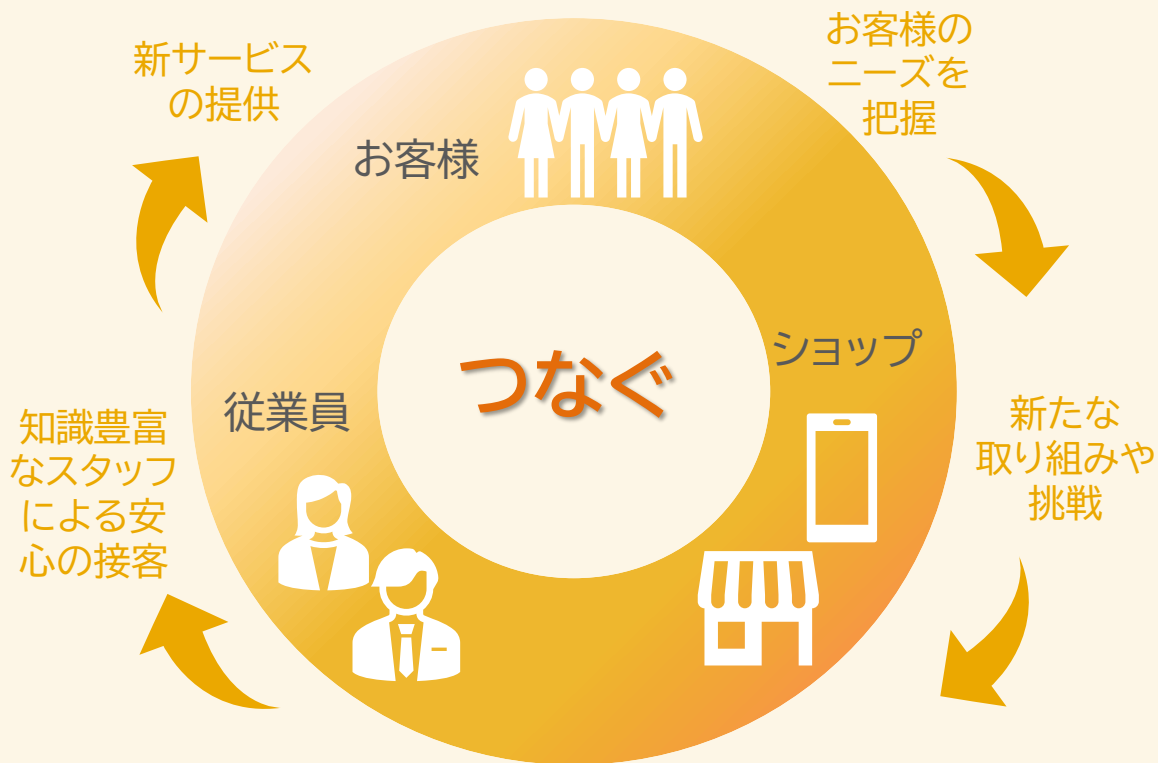 新サービス
の提供
お客様の
ニーズを
把握
お客様
ショップ
つなぐ
従業員
知識豊富
なスタッフ
による安
心の接客
新たな
取り組みや
挑戦